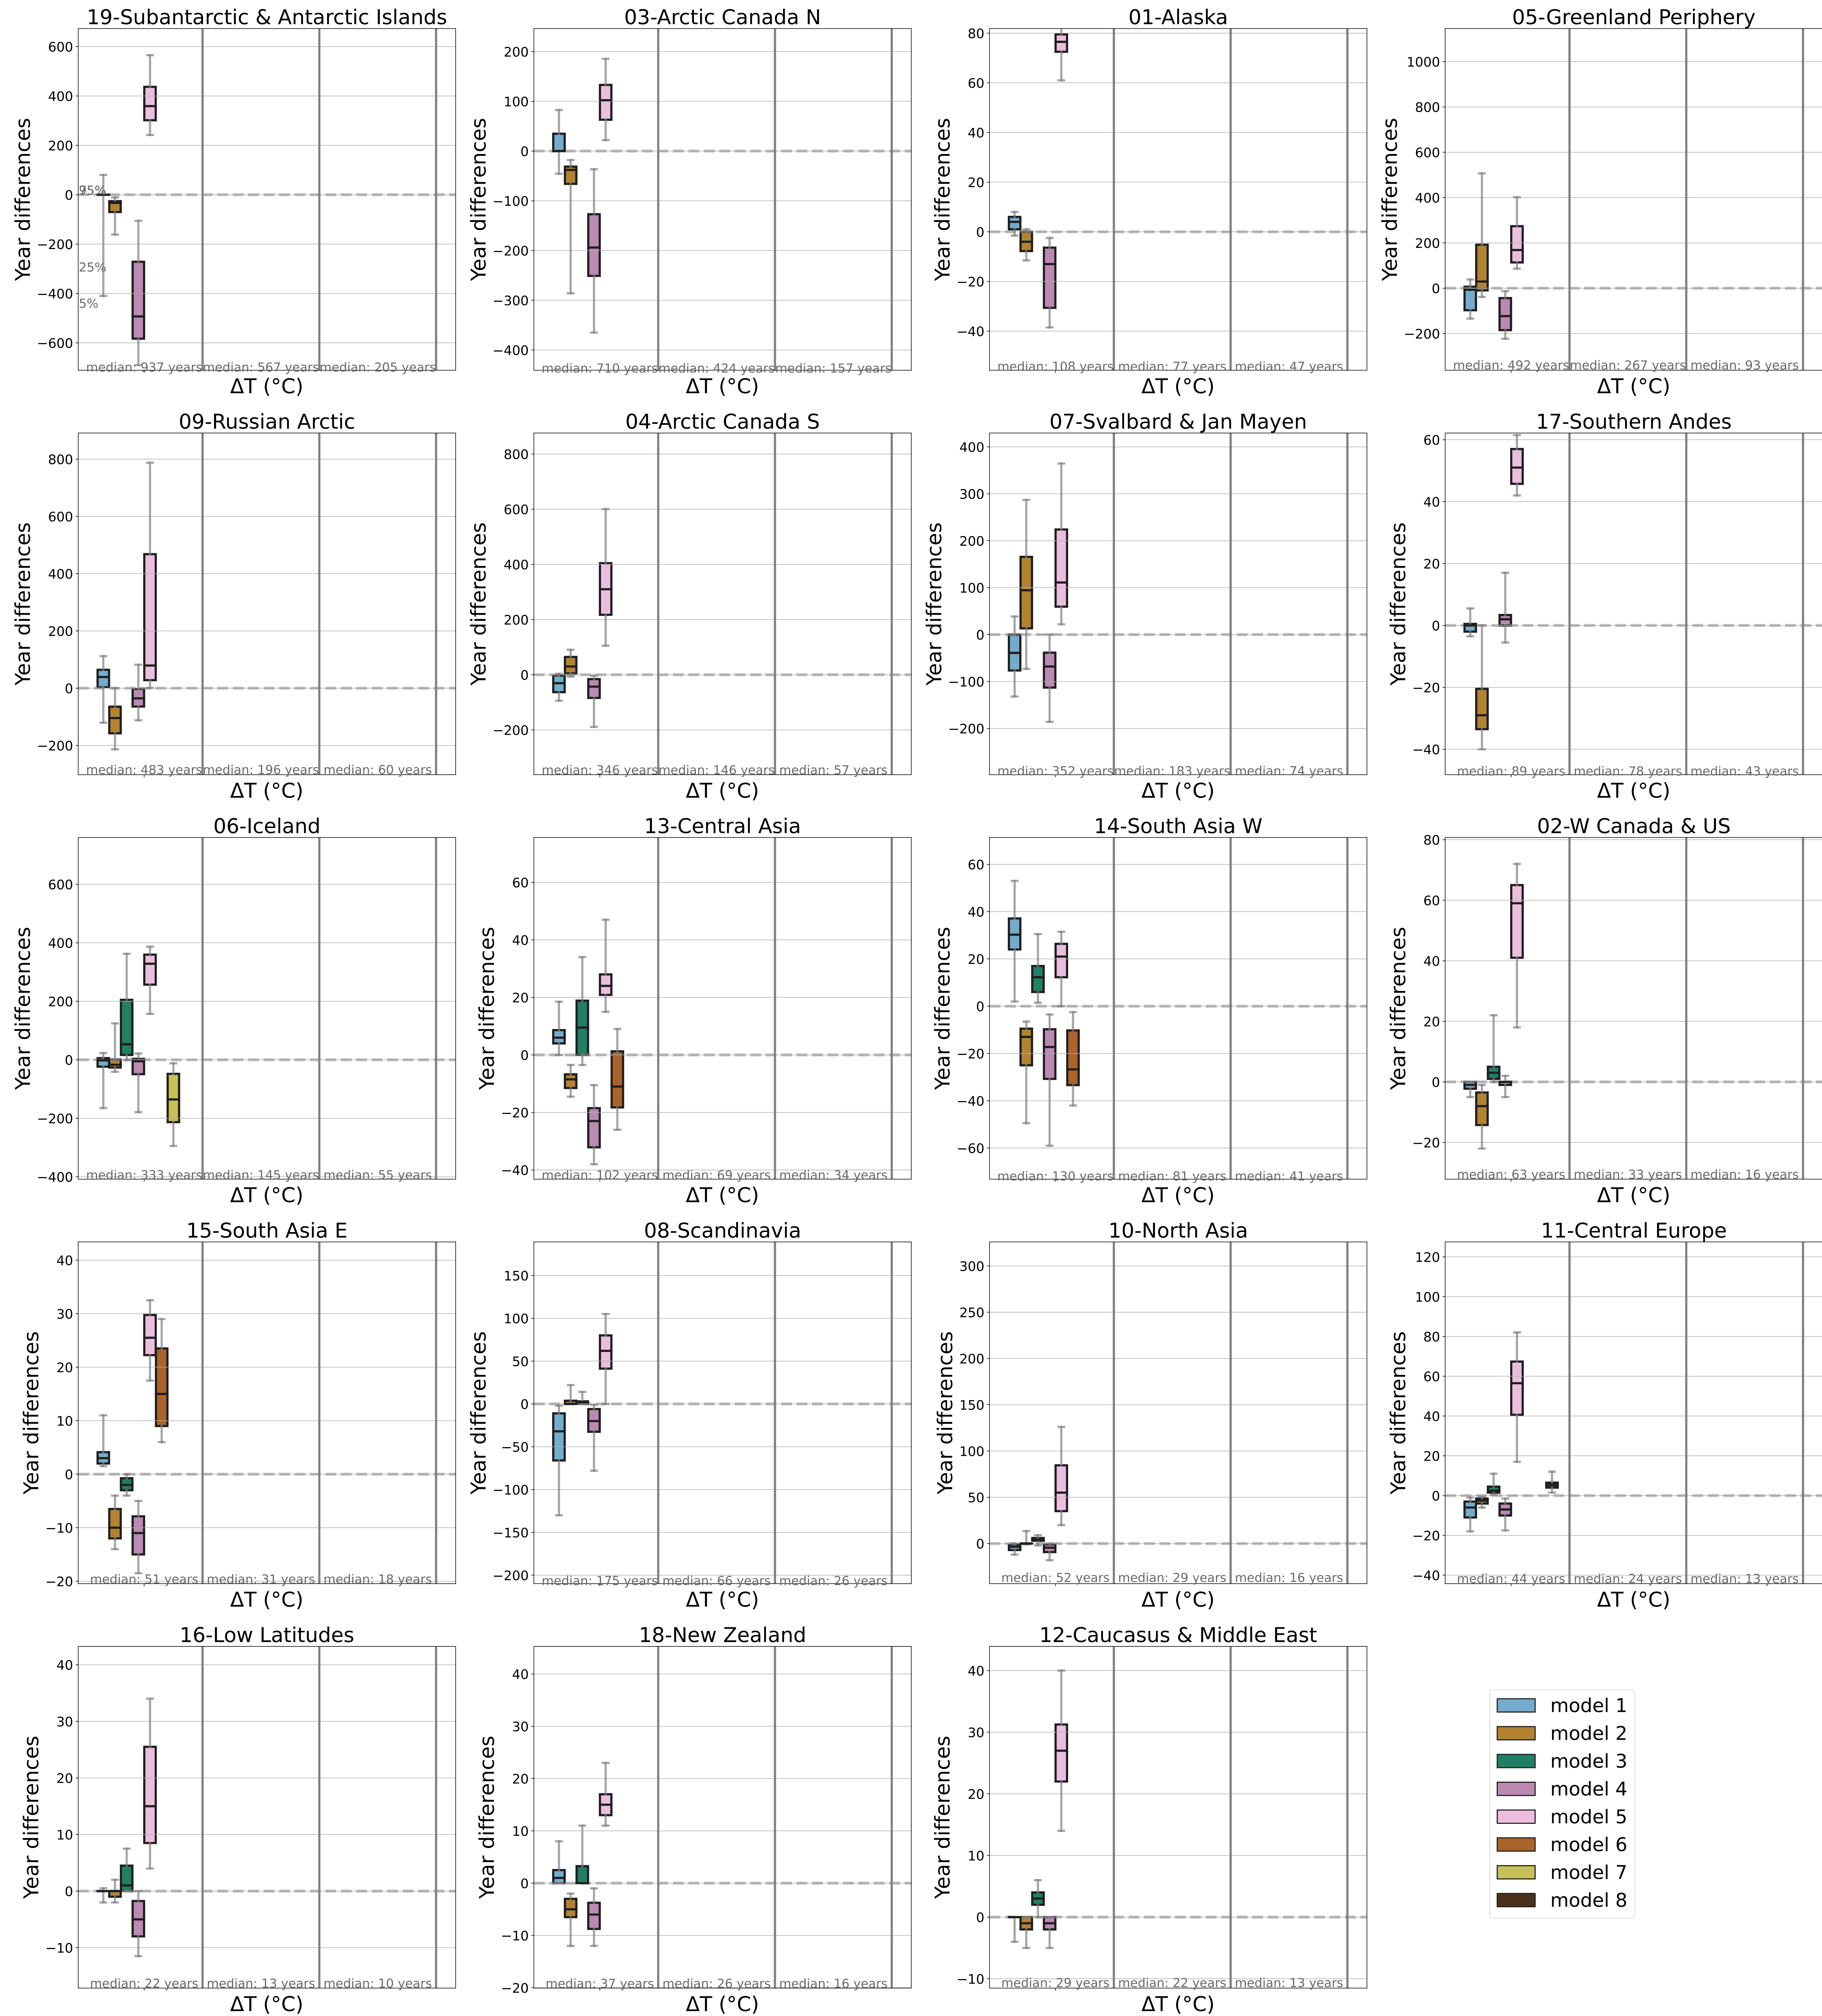 19-Subantarctic & Antarctic Islands
Year differences
600
400
200
0
−200
−400
−600
25%
5%
median: 937 years
median: 567 years
median: 205 years
ΔT (°C)
03-Arctic Canada N
Year differences
200
100
0
−100
−200
−300
−400
median: 710 years
median: 424 years
median: 157 years
ΔT (°C)
01-Alaska
Year differences
80
60
40
20
0
−20
−40
median: 108 years
median: 77 years
median: 47 years
ΔT (°C)
05-Greenland Periphery
Year differences
1000
800
600
400
200
0
−200
median: 492 years
median: 267 years
median: 93 years
ΔT (°C)
09-Russian Arctic
Year differences
800
600
400
200
0
−200
median: 483 years
median: 196 years
median: 60 years
ΔT (°C)
04-Arctic Canada S
Year differences
800
600
400
200
0
−200
median: 346 years
median: 146 years
median: 57 years
ΔT (°C)
07-Svalbard & Jan Mayen
Year differences
400
300
200
100
0
−100
−200
median: 352 years
median: 183 years
median: 74 years
ΔT (°C)
17-Southern Andes
Year differences
60
40
20
0
−20
−40
median: 89 years
median: 78 years
median: 43 years
ΔT (°C)
06-Iceland
Year differences
600
400
200
0
−200
−400
median: 333 years
median: 145 years
median: 55 years
ΔT (°C)
13-Central Asia
Year differences
60
40
20
0
−20
−40
median: 102 years
median: 69 years
median: 34 years
ΔT (°C)
14-South Asia W
Year differences
60
40
20
0
−20
−40
−60
median: 130 years
median: 81 years
median: 41 years
ΔT (°C)
02-W Canada & US
Year differences
80
60
40
20
0
−20
median: 63 years
median: 33 years
median: 16 years
ΔT (°C)
15-South Asia E
Year differences
40
30
20
10
0
−10
−20
median: 51 years
median: 31 years
median: 18 years
ΔT (°C)
08-Scandinavia
Year differences
150
100
50
0
−50
−100
−150
−200
median: 175 years
median: 66 years
median: 26 years
ΔT (°C)
10-North Asia
Year differences
300
250
200
150
100
50
0
median: 52 years
median: 29 years
median: 16 years
ΔT (°C)
11-Central Europe
Year differences
120
100
80
60
40
20
0
−20
−40
median: 44 years
median: 24 years
median: 13 years
ΔT (°C)
16-Low Latitudes
Year differences
40
30
20
10
0
−10
median: 22 years
median: 13 years
median: 10 years
ΔT (°C)
18-New Zealand
Year differences
40
30
20
10
0
−10
−20
median: 37 years
median: 26 years
median: 16 years
ΔT (°C)
12-Caucasus & Middle East
Year differences
40
30
20
10
0
−10
median: 29 years
median: 22 years
median: 13 years
ΔT (°C)
model 1
model 2
model 3
model 4
model 5
model 6
model 7
model 8